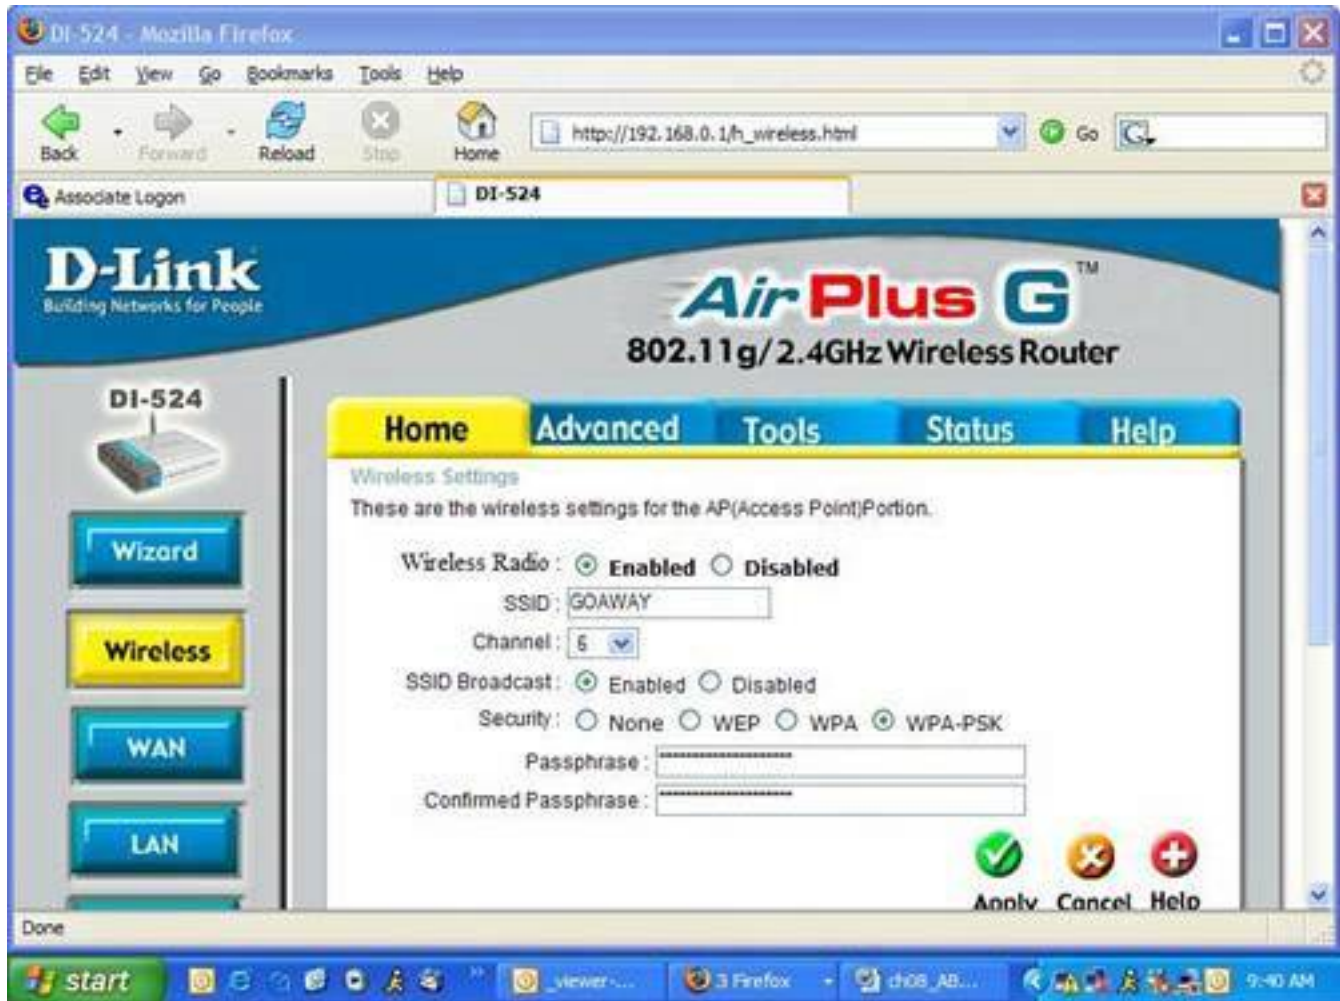 DI-524 - Mozilla Firefox
File Edit View Go Bookmarks Tools Help
Back Forward Reload Stop Home http://192.168.0.1/h_wireless.html Go
Associate Logon DI-524
D-Link
Building Networks for People
AirPlus G™
802.11g/2.4GHz Wireless Router
DI-524
Home Advanced Tools Status Help
Wireless Settings
These are the wireless settings for the AP(Access Point)Portion.
Wizard
Wireless Radio : Enabled Disabled
SSID : GOAWAY
Wireless
Channel : 6
SSID Broadcast : Enabled Disabled
Security : None WEP WPA WPA-PSK
WAN
Passphrase :
Confirmed Passphrase :
LAN
Apply Cancel Help
Done
start _viewer-... 3 Firefox ch08_AB... 9:40 AM